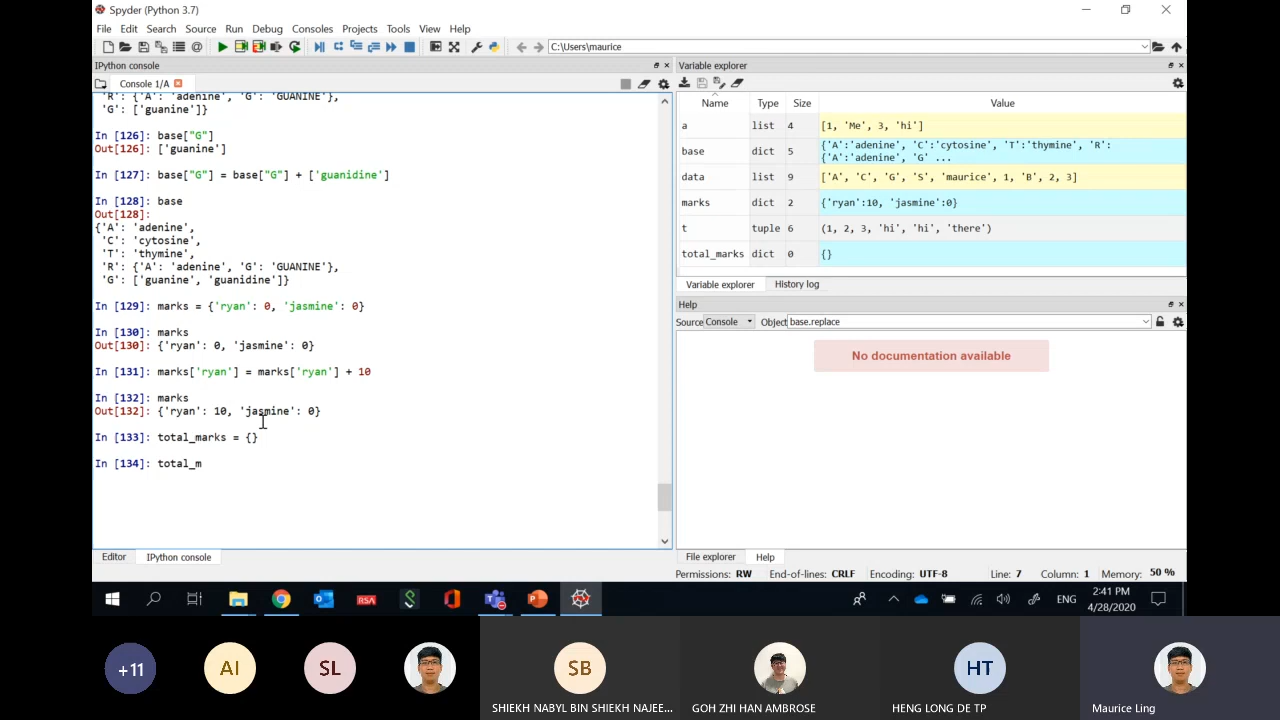 Spyder (Python 3.7)
File Edit Search Source Run Debug Consoles Projects Tools View Help
C:\Users\maurice
IPython console
Console 1/A
'R': {'A': 'adenine', 'G': 'GUANINE'},
'G': ['guanine']}
In [126]: base["G"]
Out[126]: ['guanine']
In [127]: base["G"] = base["G"] + ['guanidine']
In [128]: base
Out[128]:
{'A': 'adenine',
'C': 'cytosine',
'T': 'thymine',
'R': {'A': 'adenine', 'G': 'GUANINE'},
'G': ['guanine', 'guanidine']}
In [129]: marks = {'ryan': 0, 'jasmine': 0}
In [130]: marks
Out[130]: {'ryan': 0, 'jasmine': 0}
In [131]: marks['ryan'] = marks['ryan'] + 10
In [132]: marks
Out[132]: {'ryan': 10, 'jasmine': 0}
In [133]: total_marks = {}
In [134]: total_m
Editor IPython console
Variable explorer
Name Type Size Value
a list 4 [1, 'Me', 3, 'hi']
base dict 5 {'A':'adenine', 'C':'cytosine', 'T':'thymine', 'R':
{'A':'adenine', 'G' ...
data list 9 ['A', 'C', 'G', 'S', 'maurice', 1, 'B', 2, 3]
marks dict 2 {'ryan':10, 'jasmine':0}
t tuple 6 (1, 2, 3, 'hi', 'hi', 'there')
total_marks dict 0 {}
Variable explorer History log
Help
Source Console Object base.replace
No documentation available
File explorer Help
Permissions: RW End-of-lines: CRLF Encoding: UTF-8 Line: 7 Column: 1 Memory: 50 %
RSA
ENG
2:41 PM
4/28/2020
+11
AI
SL
SB
HT
SHIEKH NABYL BIN SHIEKH NAJEE...
GOH ZHI HAN AMBROSE
HENG LONG DE TP
Maurice Ling